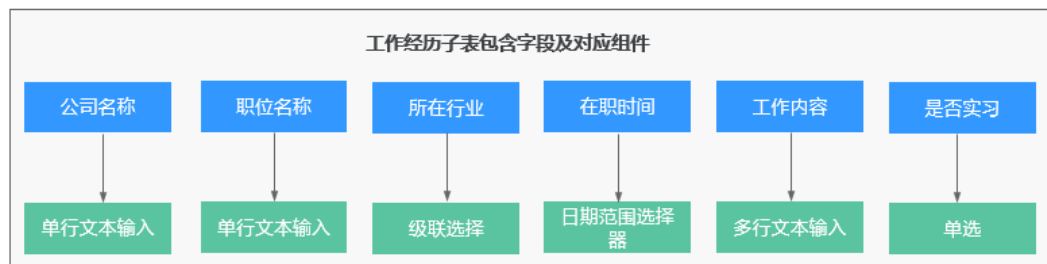 工作经历子表包含字段及对应组件
公司名称
职位名称
所在行业
在职时间
工作内容
是否实习
单行文本输入
单行文本输入
级联选择
日期范围选择
器
多行文本输入
单选